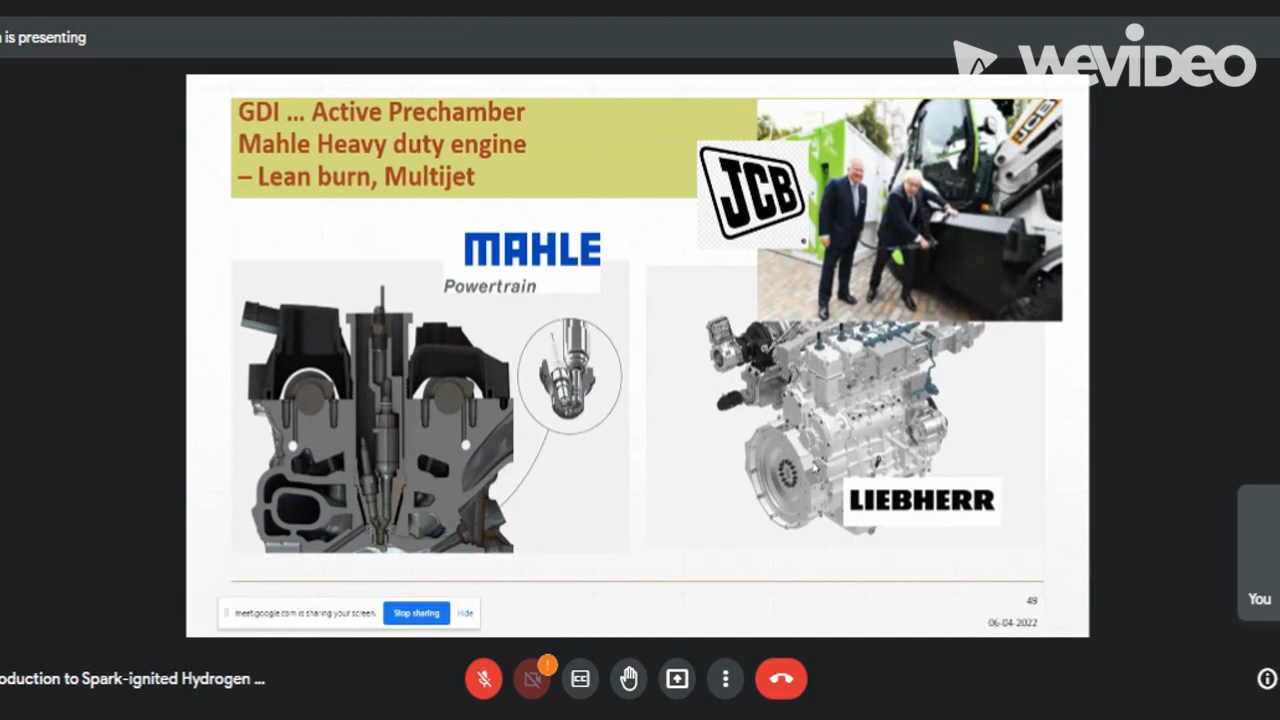 is presenting
WEVIDEO
GDI ... Active Prechamber
Mahle Heavy duty engine
– Lean burn, Multijet
JCB
JCB
MAHLE
Powertrain
LIEBHERR
meet.google.com is sharing your screen.
Stop sharing
Hide
49
06-04-2022
You
oduction to Spark-ignited Hydrogen ...